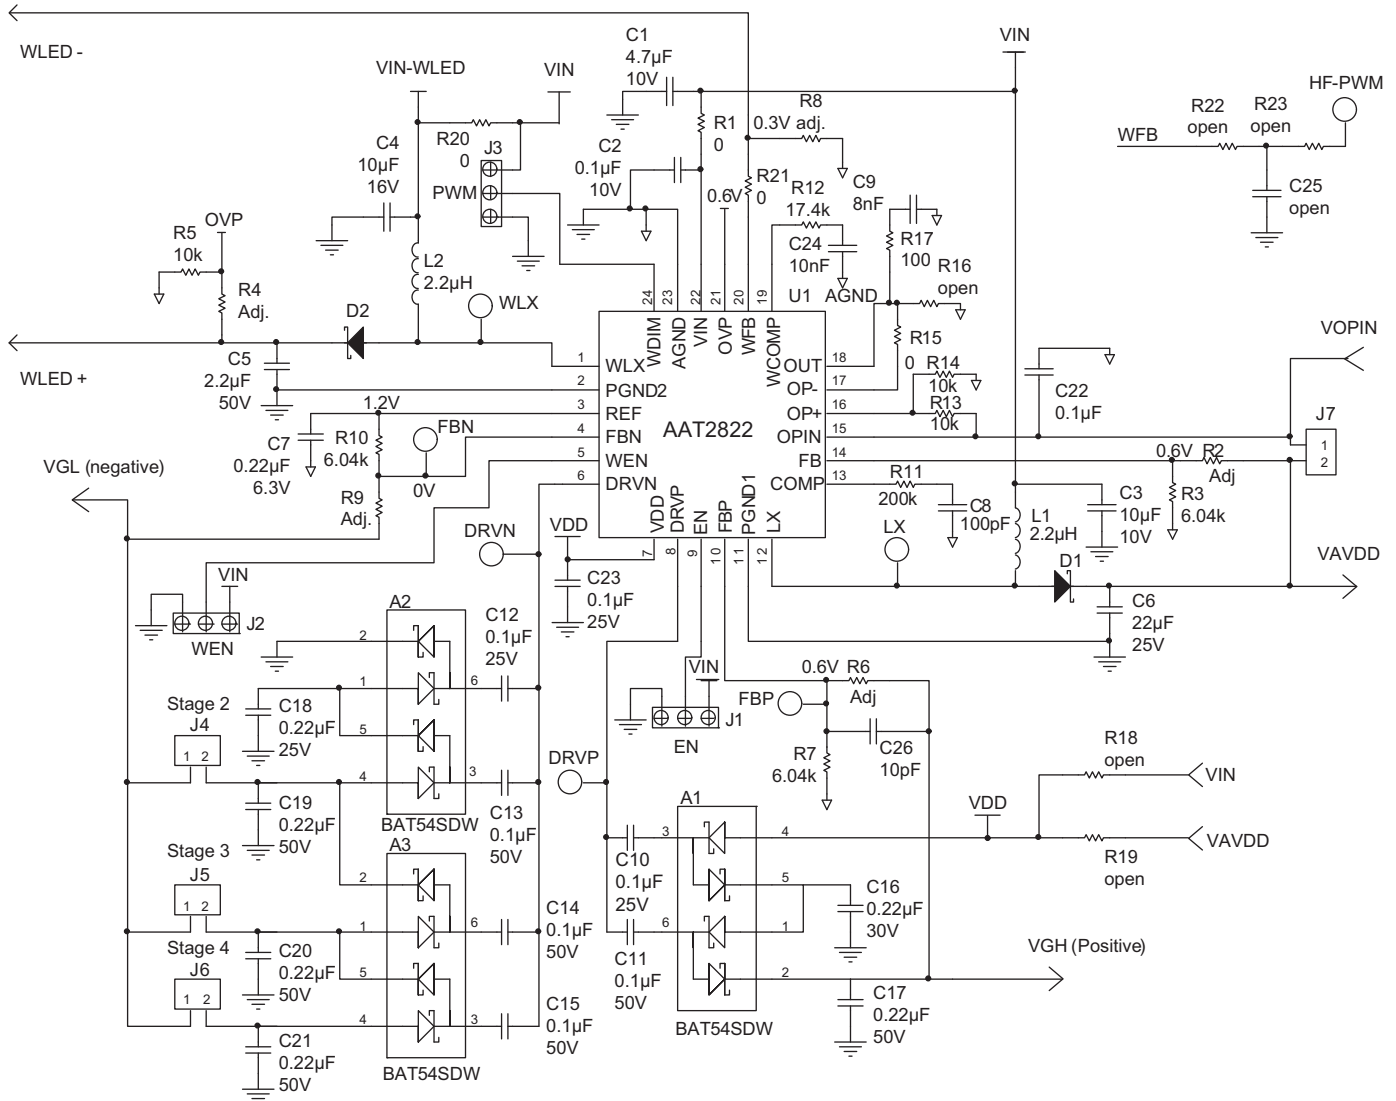 WLED -
VIN-WLED
VIN
C1
4.7µF
10V
VIN
HF-PWM
R22
open
R23
open
WFB
C25
open
C4
10µF
16V
R20
0
J3
PWM
C2
0.1µF
10V
R1
0
R8
0.3V adj.
R21
0
0.6V
R12
17.4k
C9
8nF
C24
10nF
R17
100
R16
open
OVP
R5
10k
R4
Adj.
L2
2.2µH
WLX
D2
U1
AGND
R15
0
WLED +
C5
2.2µF
50V
24
23
22
21
20
19
WDIM
AGND
VIN
OVP
WFB
WCOMP
1
WLX
2
PGND2
3
REF
4
FBN
5
WEN
6
DRVN
AAT2822
OUT
18
OP-
17
OP+
16
OPIN
15
FB
14
COMP
13
VDD
DRVP
EN
FBP
PGND1
LX
7
8
9
10
11
12
R14
10k
R13
10k
C22
0.1µF
VOPIN
J7
1
2
0.6V
R2
Adj
R3
6.04k
1.2V
C7
0.22µF
6.3V
R10
6.04k
FBN
0V
R9
Adj.
VGL (negative)
R11
200k
C8
100pF
LX
L1
2.2µH
C3
10µF
10V
D1
VAVDD
C6
22µF
25V
DRVN
VDD
C23
0.1µF
25V
VIN
J2
WEN
A2
2
1
5
4
6
3
BAT54SDW
C12
0.1µF
25V
C13
0.1µF
50V
Stage 2
J4
1 2
C18
0.22µF
25V
C19
0.22µF
50V
VIN
J1
EN
0.6V
R6
Adj
FBP
R7
6.04k
C26
10pF
DRVP
R18
open
VIN
VDD
R19
open
VAVDD
A1
3
4
5
6
1
2
BAT54SDW
C10
0.1µF
25V
C11
0.1µF
50V
C16
0.22µF
30V
VGH (Positive)
C17
0.22µF
50V
Stage 3
J5
1 2
Stage 4
J6
1 2
C20
0.22µF
50V
C21
0.22µF
50V
A3
2
1
5
4
6
3
BAT54SDW
C14
0.1µF
50V
C15
0.1µF
50V